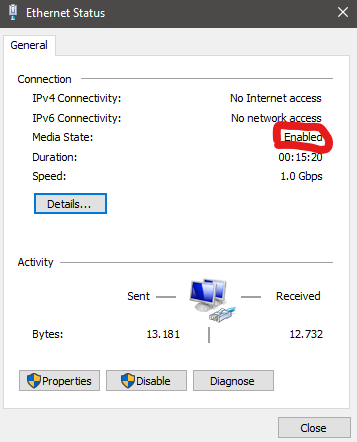 Ethernet Status
General
Connection
IPv4 Connectivity: No Internet access
IPv6 Connectivity: No network access
Media State: Enabled
Duration: 00:15:20
Speed: 1.0 Gbps
Details...
Activity
Sent Received
Bytes: 13.181 12.732
Properties Disable Diagnose
Close